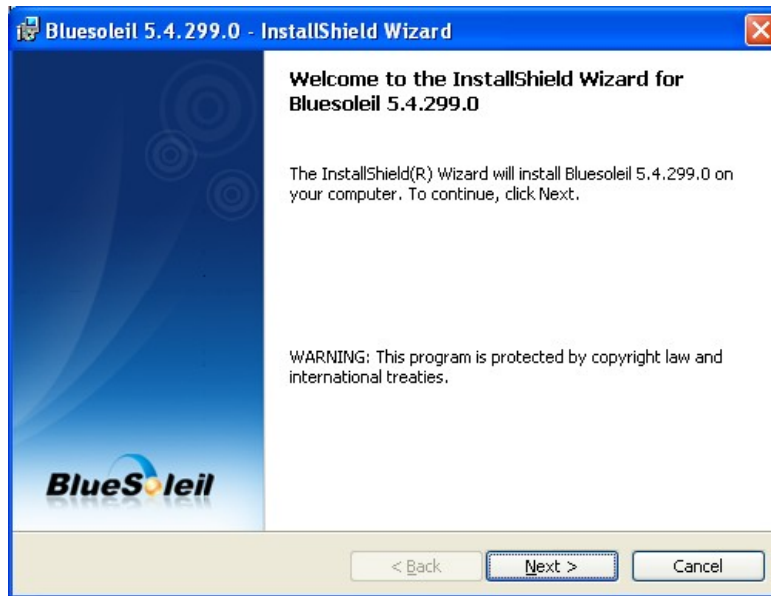 Bluesoleil 5.4.299.0 - InstallShield Wizard
Welcome to the InstallShield Wizard for
Bluesoleil 5.4.299.0
The InstallShield(R) Wizard will install Bluesoleil 5.4.299.0 on
your computer. To continue, click Next.
WARNING: This program is protected by copyright law and
international treaties.
BlueSoleil
< Back Next > Cancel